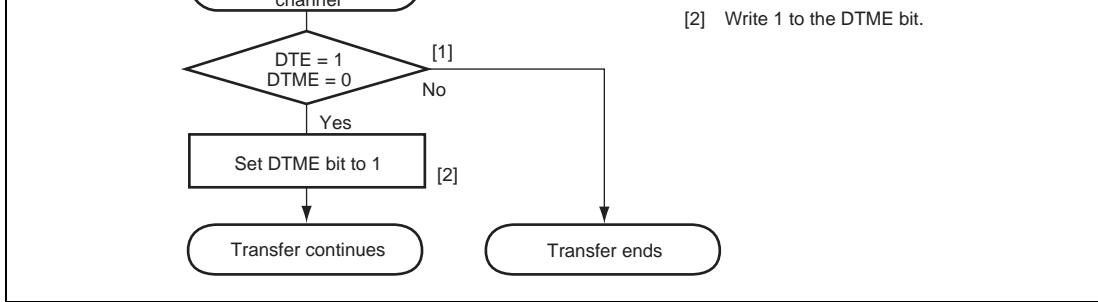 channel
[2] Write 1 to the DTME bit.
DTE = 1
DTME = 0
[1]
No
Yes
Set DTME bit to 1
[2]
Transfer continues
Transfer ends